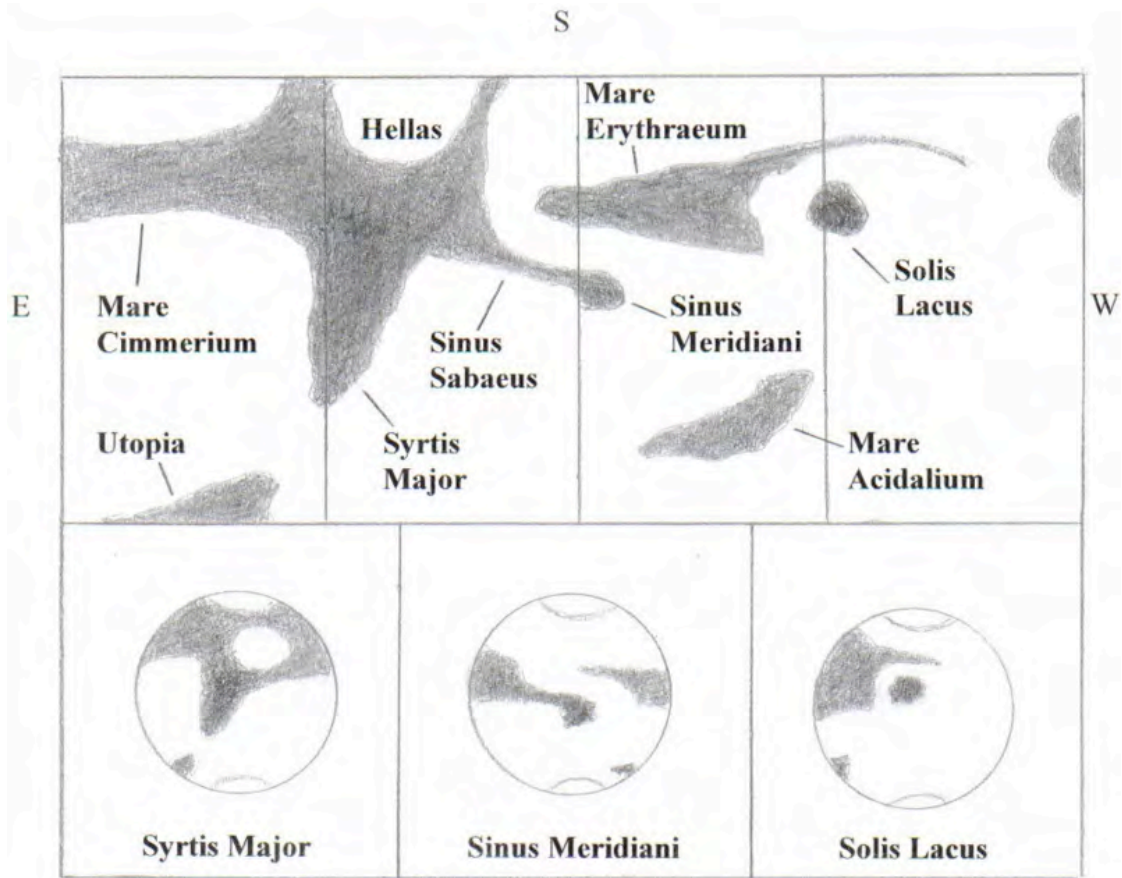 S
Mare
Erythraeum
Hellas
E
W
Mare
Cimmerium
Sinus
Sabaeus
Sinus
Meridiani
Solis
Lacus
Utopia
Syrtis
Major
Mare
Acidalium
Syrtis Major
Sinus Meridiani
Solis Lacus